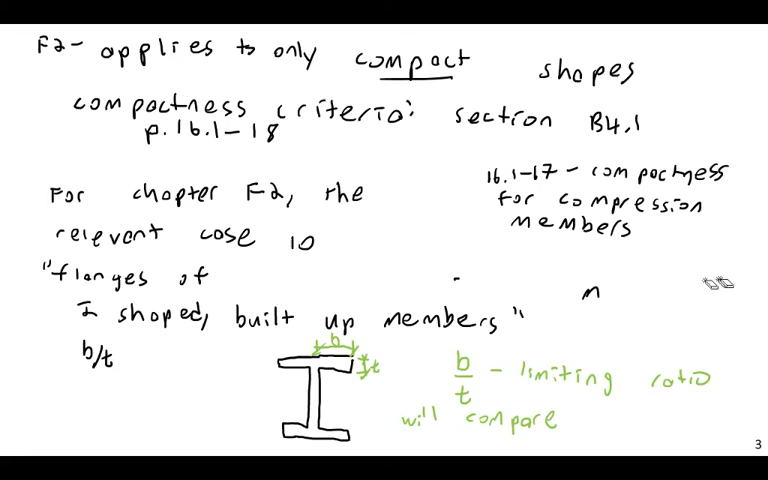 F2- applies to only compact shapes
compactness criteria: section B4.1
p.16.1-18
16.1-17 - compactness
for compression
members
For chapter F2, the
relevent case 10
"flanges of
I shaped, built up members"
m
b/t
b
t
b/t - limiting ratio
will compare
3